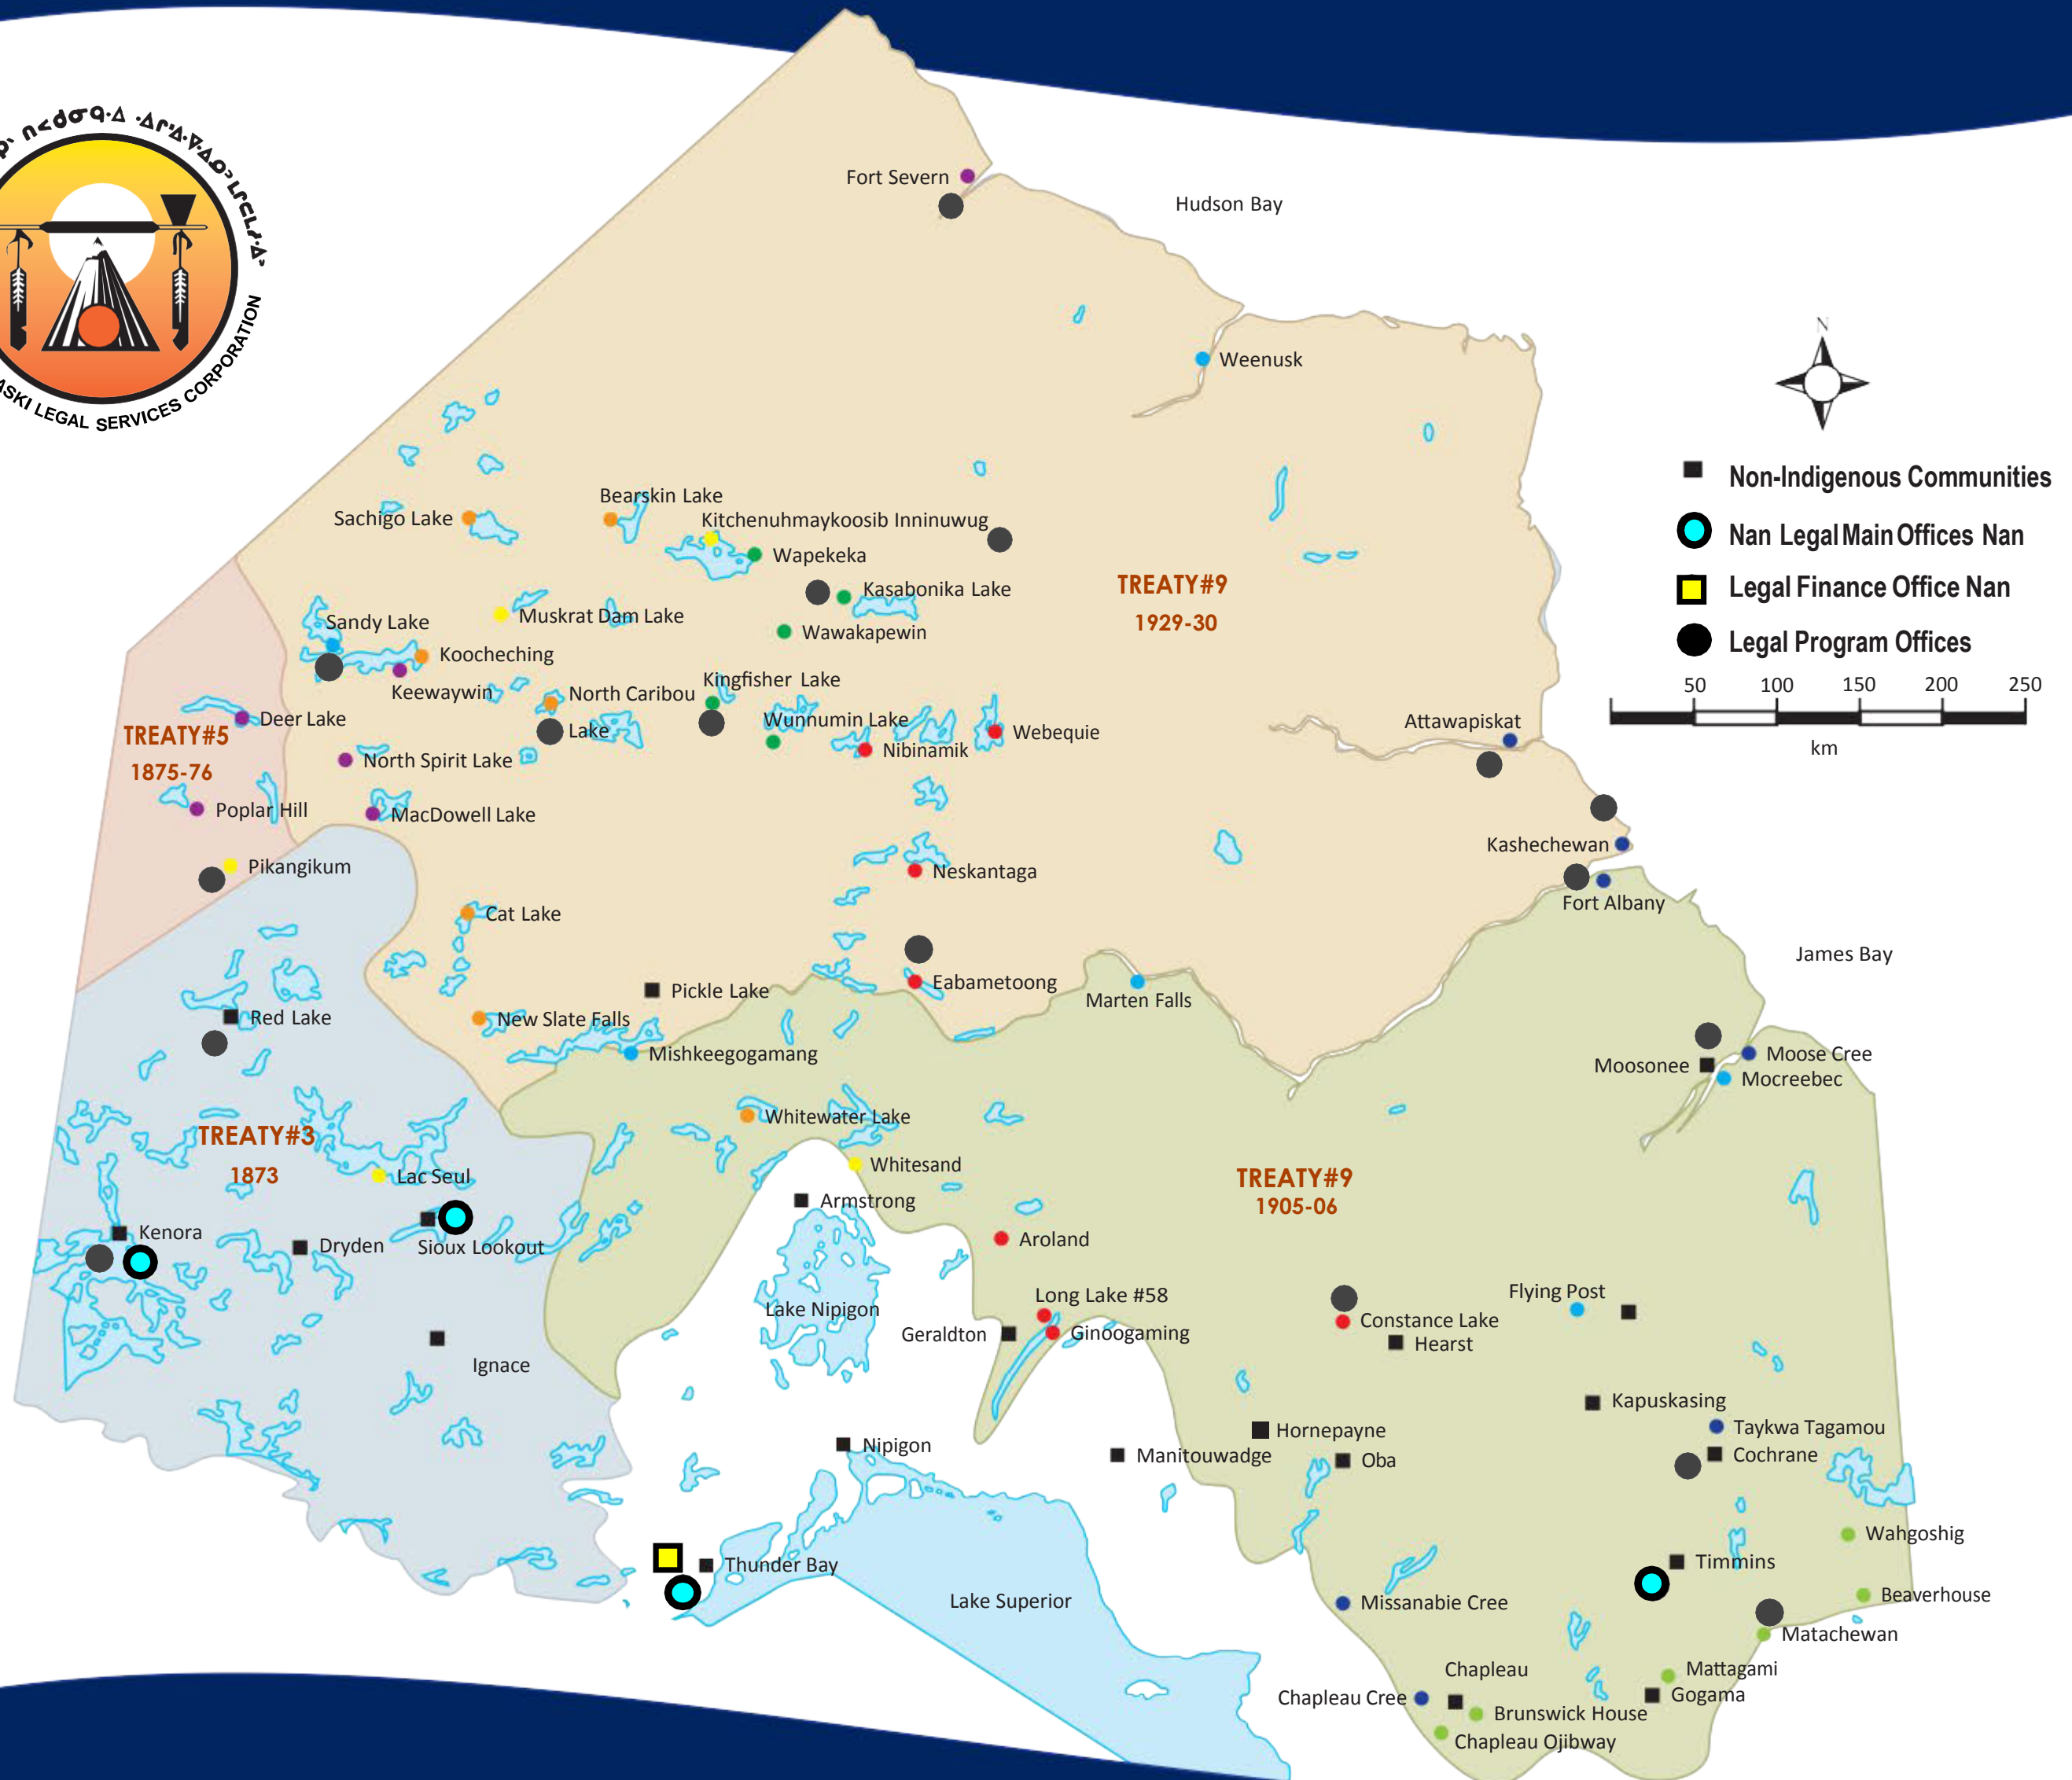 ᑎᐸᑯᓂᑫᐧᐃ
ASKI LEGAL SERVICES CORPORATION
Fort Severn
Hudson Bay
Weenusk
N
Non-Indigenous Communities
Nan Legal Main Offices Nan
Legal Finance Office Nan
Legal Program Offices
50 100 150 200 250
km
Bearskin Lake
Sachigo Lake
Kitchenuhmaykoosib Inninuwug
Wapekeka
Kasabonika Lake
TREATY#9
1929-30
Muskrat Dam Lake
Sandy Lake
Wawakapewin
Koocheching
Keewaywin
North Caribou
Lake
Kingfisher Lake
Wunnumin Lake
Nibinamik
Webequie
Attawapiskat
Deer Lake
TREATY#5
1875-76
North Spirit Lake
Poplar Hill
MacDowell Lake
Kashechewan
Pikangikum
Neskantaga
Fort Albany
Cat Lake
James Bay
Pickle Lake
Eabametoong
Marten Falls
Red Lake
New Slate Falls
Mishkeegogamang
Moose Cree
Moosonee
Mocreebec
Whitewater Lake
TREATY#3
1873
Lac Seul
Whitesand
TREATY#9
1905-06
Armstrong
Kenora
Dryden
Sioux Lookout
Aroland
Lake Nipigon
Long Lake #58
Flying Post
Geraldton
Ginoogaming
Constance Lake
Hearst
Ignace
Kapuskasing
Hornepayne
Taykwa Tagamou
Nipigon
Manitouwadge
Oba
Cochrane
Wahgoshig
Thunder Bay
Timmins
Lake Superior
Missanabie Cree
Beaverhouse
Matachewan
Chapleau
Mattagami
Chapleau Cree
Gogama
Brunswick House
Chapleau Ojibway